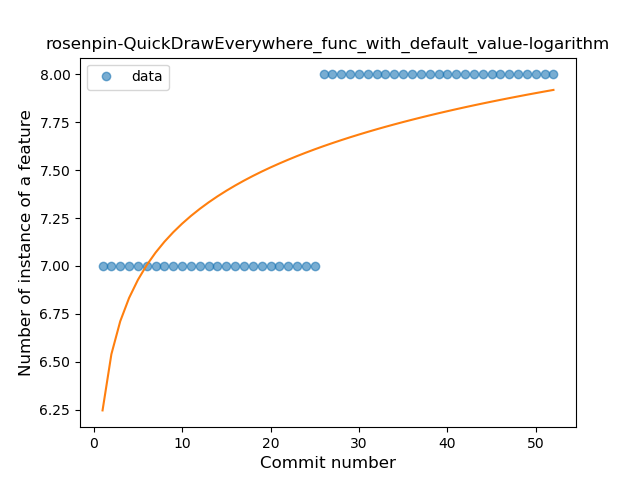 rosenpin-QuickDrawEverywhere_func_with_default_value-logarithm
data
8.00
7.75
7.50
7.25
7.00
6.75
6.50
6.25
Number of instance of a feature
0 10 20 30 40 50
Commit number